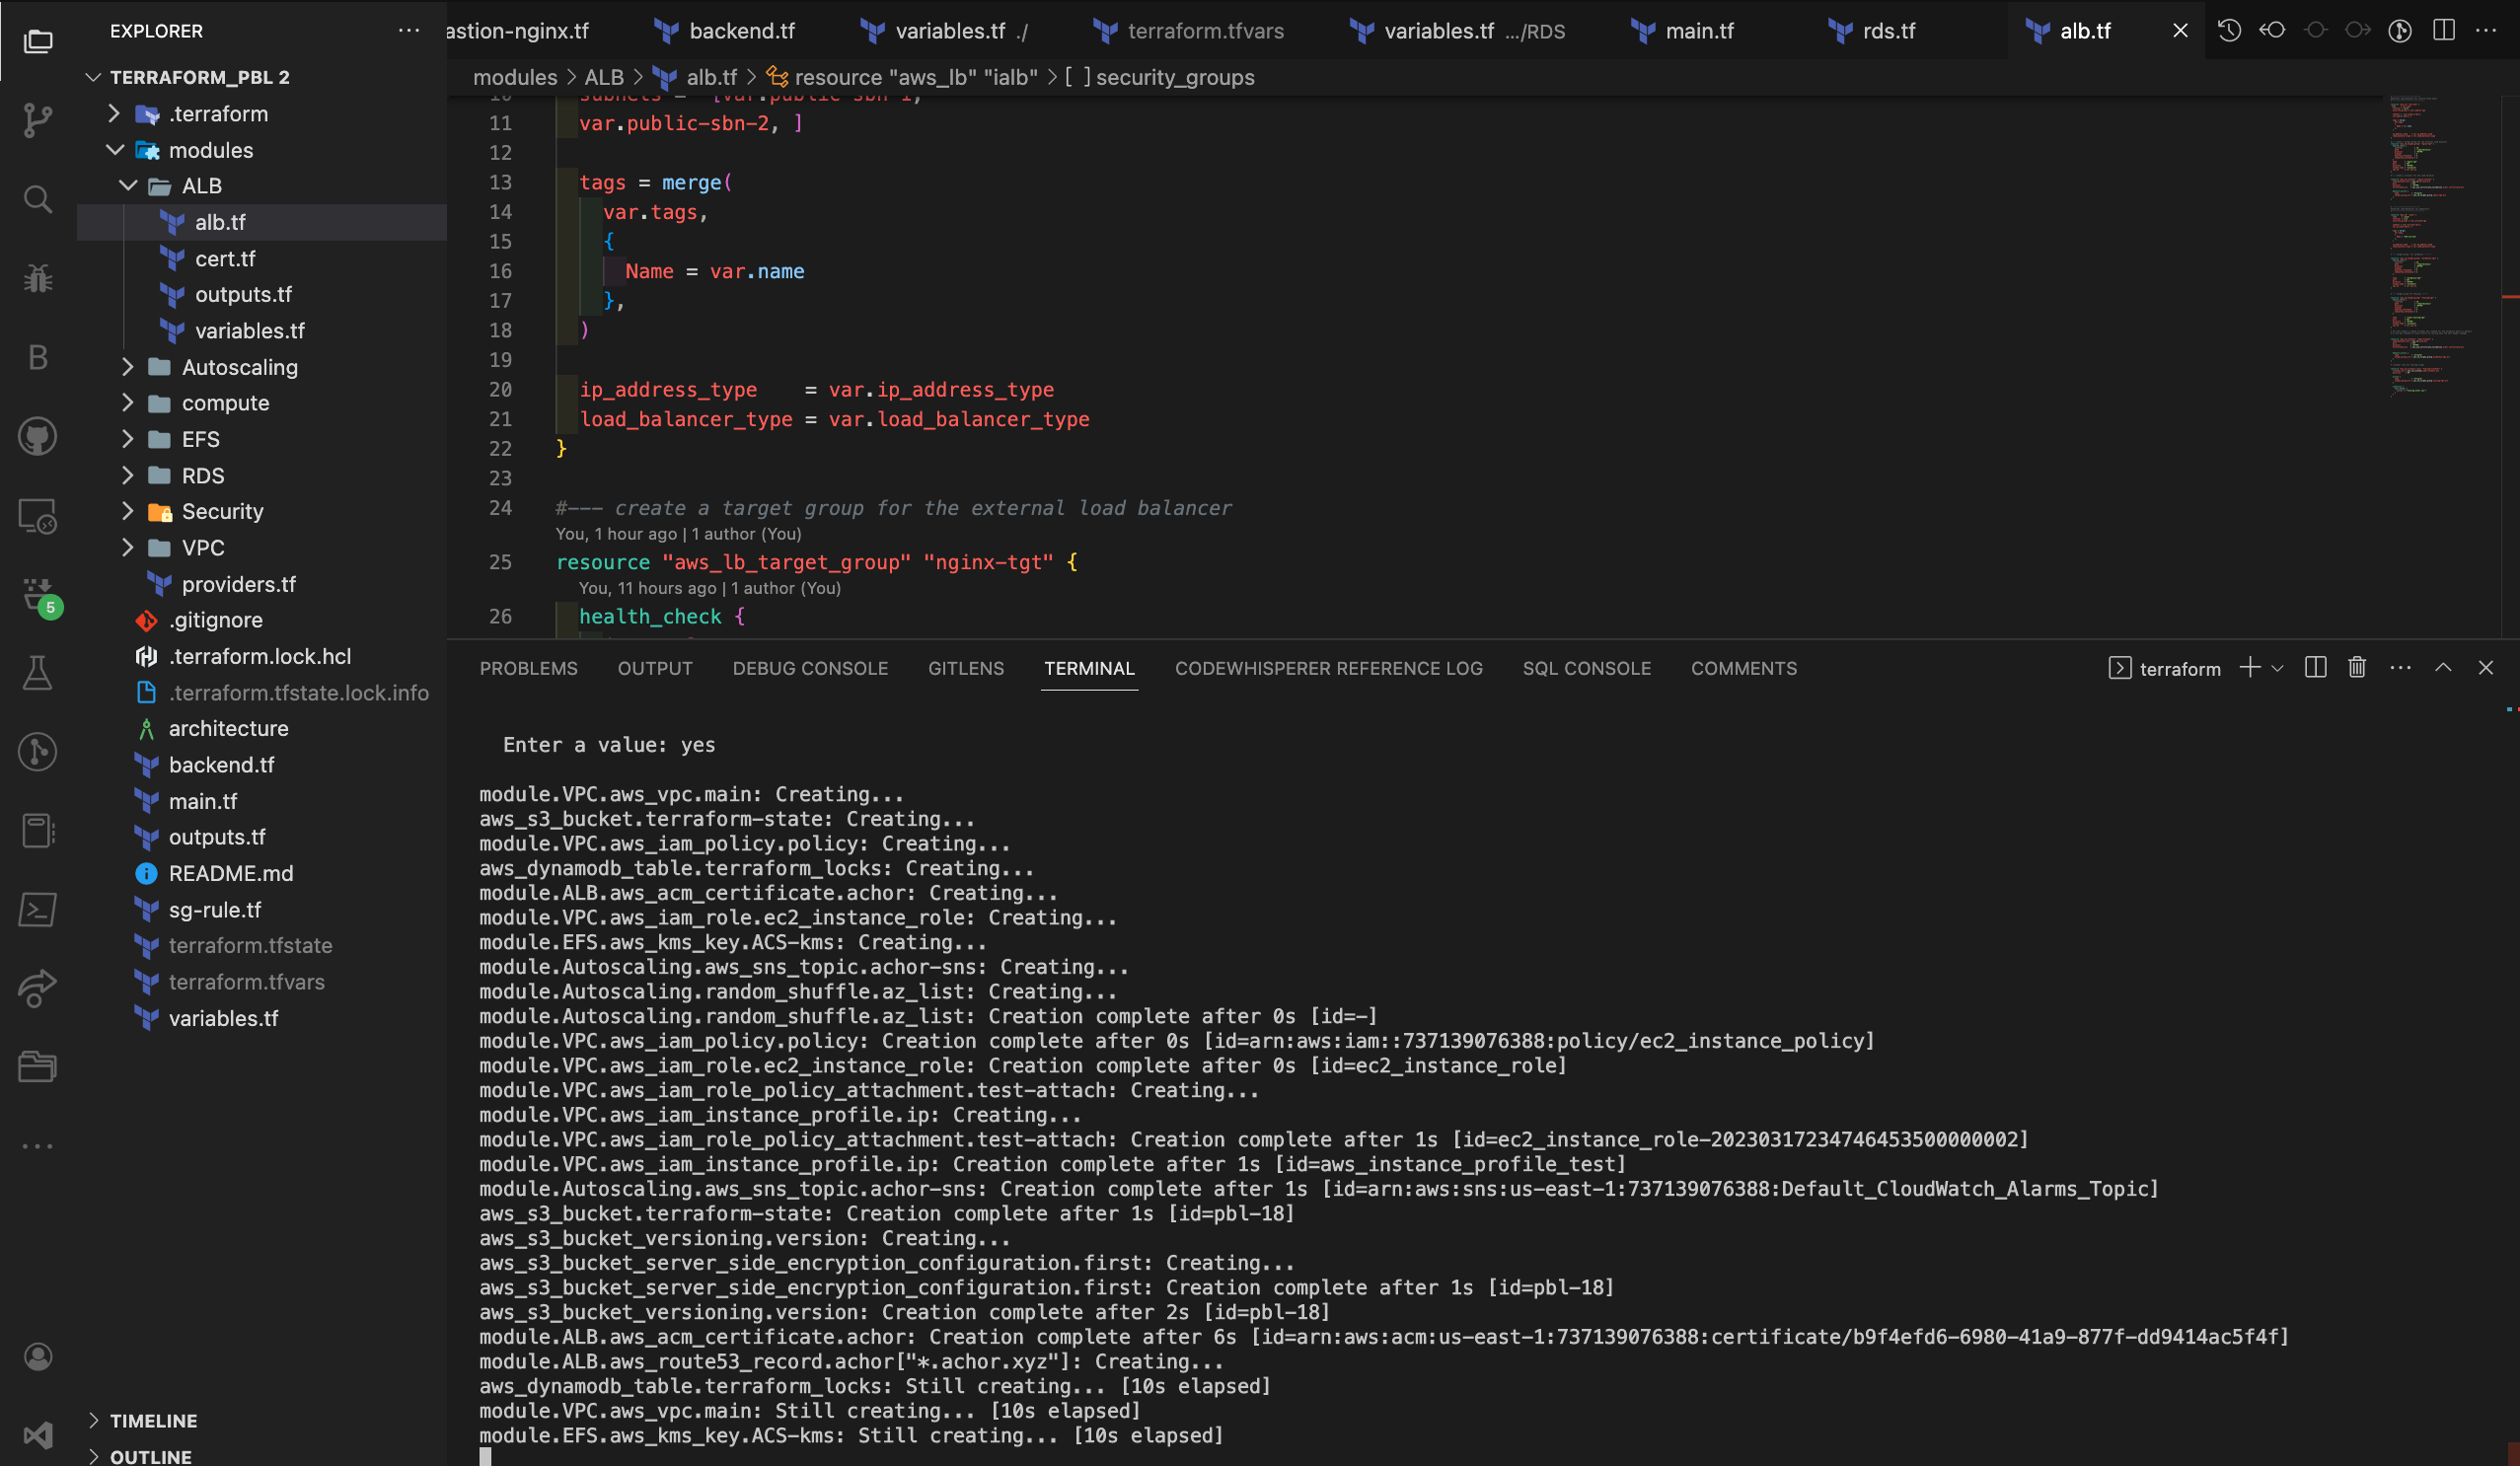 EXPLORER
astion-nginx.tf
backend.tf
variables.tf ./
terraform.tfvars
variables.tf .../RDS
main.tf
rds.tf
alb.tf
modules > ALB > alb.tf > resource "aws_lb" "ialb" > [ ] security_groups
TERRAFORM_PBL 2
.terraform
modules
ALB
alb.tf
cert.tf
outputs.tf
variables.tf
Autoscaling
compute
EFS
RDS
Security
VPC
providers.tf
.gitignore
.terraform.lock.hcl
.terraform.tfstate.lock.info
architecture
backend.tf
main.tf
outputs.tf
README.md
sg-rule.tf
terraform.tfstate
terraform.tfvars
variables.tf
TIMELINE
OUTLINE
5
10 subnets = [var.public-sbn-1,
11 var.public-sbn-2, ]
12
13 tags = merge(
14 var.tags,
15 {
16 Name = var.name
17 },
18 )
19
20 ip_address_type    = var.ip_address_type
21 load_balancer_type = var.load_balancer_type
22 }
23
24 #--- create a target group for the external load balancer
You, 1 hour ago | 1 author (You)
25 resource "aws_lb_target_group" "nginx-tgt" {
You, 11 hours ago | 1 author (You)
26 health_check {
PROBLEMS OUTPUT DEBUG CONSOLE GITLENS TERMINAL CODEWHISPERER REFERENCE LOG SQL CONSOLE COMMENTS
terraform
Enter a value: yes
module.VPC.aws_vpc.main: Creating...
aws_s3_bucket.terraform-state: Creating...
module.VPC.aws_iam_policy.policy: Creating...
aws_dynamodb_table.terraform_locks: Creating...
module.ALB.aws_acm_certificate.achor: Creating...
module.VPC.aws_iam_role.ec2_instance_role: Creating...
module.EFS.aws_kms_key.ACS-kms: Creating...
module.Autoscaling.aws_sns_topic.achor-sns: Creating...
module.Autoscaling.random_shuffle.az_list: Creating...
module.Autoscaling.random_shuffle.az_list: Creation complete after 0s [id=-]
module.VPC.aws_iam_policy.policy: Creation complete after 0s [id=arn:aws:iam::737139076388:policy/ec2_instance_policy]
module.VPC.aws_iam_role.ec2_instance_role: Creation complete after 0s [id=ec2_instance_role]
module.VPC.aws_iam_role_policy_attachment.test-attach: Creating...
module.VPC.aws_iam_instance_profile.ip: Creating...
module.VPC.aws_iam_role_policy_attachment.test-attach: Creation complete after 1s [id=ec2_instance_role-20230317234746453500000002]
module.VPC.aws_iam_instance_profile.ip: Creation complete after 1s [id=aws_instance_profile_test]
module.Autoscaling.aws_sns_topic.achor-sns: Creation complete after 1s [id=arn:aws:sns:us-east-1:737139076388:Default_CloudWatch_Alarms_Topic]
aws_s3_bucket.terraform-state: Creation complete after 1s [id=pbl-18]
aws_s3_bucket_versioning.version: Creating...
aws_s3_bucket_server_side_encryption_configuration.first: Creating...
aws_s3_bucket_server_side_encryption_configuration.first: Creation complete after 1s [id=pbl-18]
aws_s3_bucket_versioning.version: Creation complete after 2s [id=pbl-18]
module.ALB.aws_acm_certificate.achor: Creation complete after 6s [id=arn:aws:acm:us-east-1:737139076388:certificate/b9f4efd6-6980-41a9-877f-dd9414ac5f4f]
module.ALB.aws_route53_record.achor["*.achor.xyz"]: Creating...
aws_dynamodb_table.terraform_locks: Still creating... [10s elapsed]
module.VPC.aws_vpc.main: Still creating... [10s elapsed]
module.EFS.aws_kms_key.ACS-kms: Still creating... [10s elapsed]